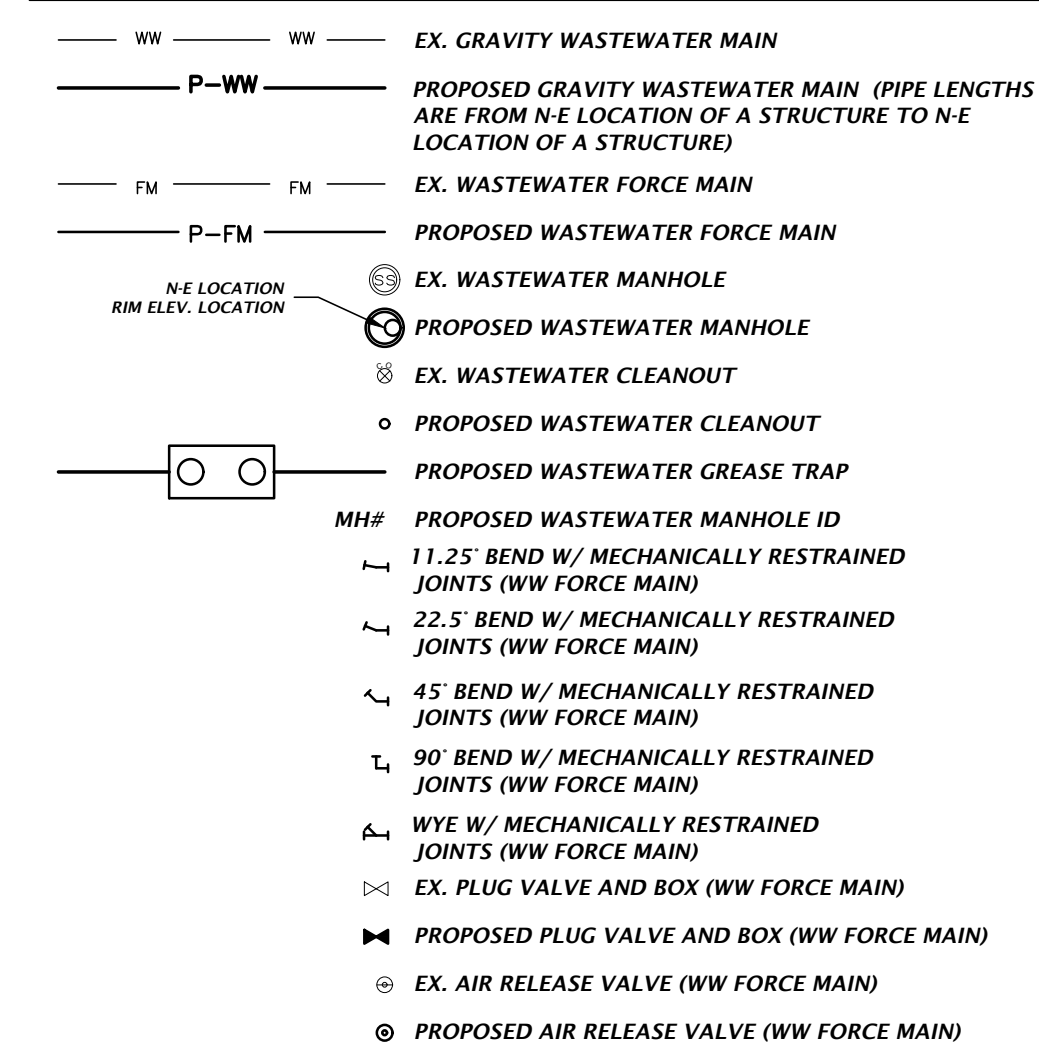 WW WW EX. GRAVITY WASTEWATER MAIN
P-WW PROPOSED GRAVITY WASTEWATER MAIN (PIPE LENGTHS
ARE FROM N-E LOCATION OF A STRUCTURE TO N-E
LOCATION OF A STRUCTURE)
FM FM EX. WASTEWATER FORCE MAIN
P-FM PROPOSED WASTEWATER FORCE MAIN
SS EX. WASTEWATER MANHOLE
N-E LOCATION
RIM ELEV. LOCATION
PROPOSED WASTEWATER MANHOLE
CO EX. WASTEWATER CLEANOUT
PROPOSED WASTEWATER CLEANOUT
PROPOSED WASTEWATER GREASE TRAP
MH# PROPOSED WASTEWATER MANHOLE ID
11.25° BEND W/ MECHANICALLY RESTRAINED
JOINTS (WW FORCE MAIN)
22.5° BEND W/ MECHANICALLY RESTRAINED
JOINTS (WW FORCE MAIN)
45° BEND W/ MECHANICALLY RESTRAINED
JOINTS (WW FORCE MAIN)
90° BEND W/ MECHANICALLY RESTRAINED
JOINTS (WW FORCE MAIN)
WYE W/ MECHANICALLY RESTRAINED
JOINTS (WW FORCE MAIN)
EX. PLUG VALVE AND BOX (WW FORCE MAIN)
PROPOSED PLUG VALVE AND BOX (WW FORCE MAIN)
EX. AIR RELEASE VALVE (WW FORCE MAIN)
PROPOSED AIR RELEASE VALVE (WW FORCE MAIN)